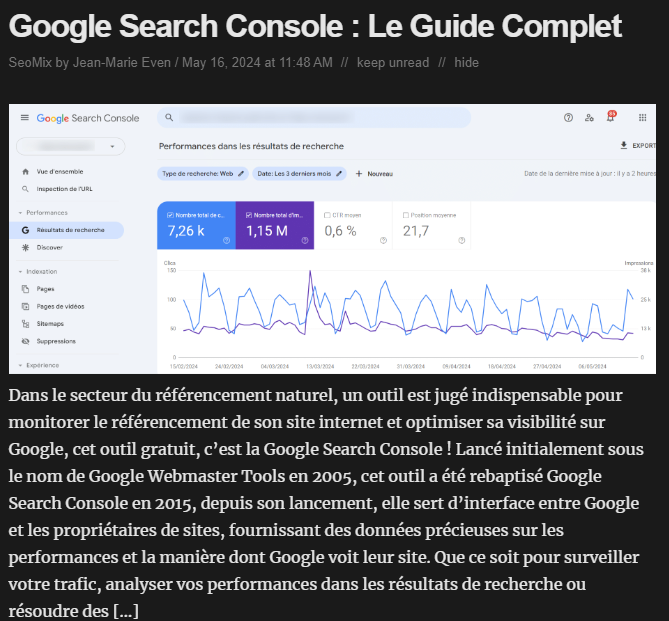 Google Search Console : Le Guide Complet
SeoMix by Jean-Marie Even / May 16, 2024 at 11:48 AM // keep unread // hide
Google Search Console
Performances dans les résultats de recherche
EXPORT
Type de recherche: Web
Date: Les 3 derniers mois
+ Nouveau
Date de la dernière mise à jour : il y a 2 heures
Vue d'ensemble
Inspection de l'URL
Performances
Résultats de recherche
Discover
Indexation
Pages
Pages de vidéos
Sitemaps
Suppressions
Expérience
Nombre total de c...
7,26 k
Nombre total d'im...
1,15 M
CTR moyen
0,6 %
Position moyenne
21,7
Clics
Impressions
150
100
50
0
36 k
26 k
13 k
0
15/02/2024 24/02/2024 04/03/2024 13/03/2024 22/03/2024 31/03/2024 09/04/2024 18/04/2024 27/04/2024 06/05/2024
Dans le secteur du référencement naturel, un outil est jugé indispensable pour
monitorer le référencement de son site internet et optimiser sa visibilité sur
Google, cet outil gratuit, c'est la Google Search Console ! Lancé initialement sous
le nom de Google Webmaster Tools en 2005, cet outil a été rebaptisé Google
Search Console en 2015, depuis son lancement, elle sert d'interface entre Google
et les propriétaires de sites, fournissant des données précieuses sur les
performances et la manière dont Google voit leur site. Que ce soit pour surveiller
votre trafic, analyser vos performances dans les résultats de recherche ou
résoudre des [...]